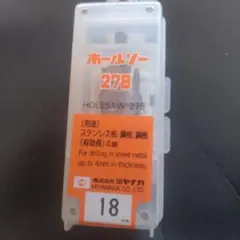 ホールソー
278
HOLESAW 278
(用途)
ステンレス板、鋼板、銅板
(有効長) 4㎜
For drilling in sheet metal
up to 4mm in thickness.
株式会社 ミヤナガ
MIYANAGA CO.,LTD.
18